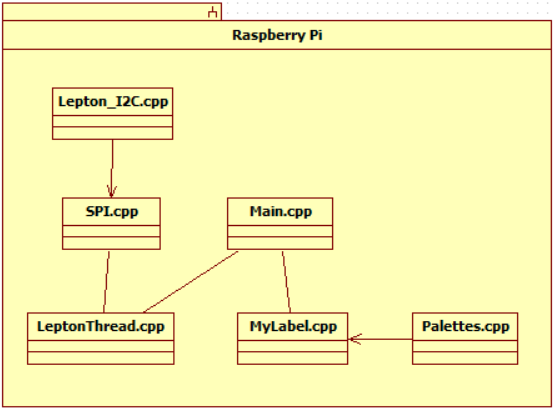 Raspberry Pi
Lepton_I2C.cpp
SPI.cpp
Main.cpp
LeptonThread.cpp
MyLabel.cpp
Palettes.cpp